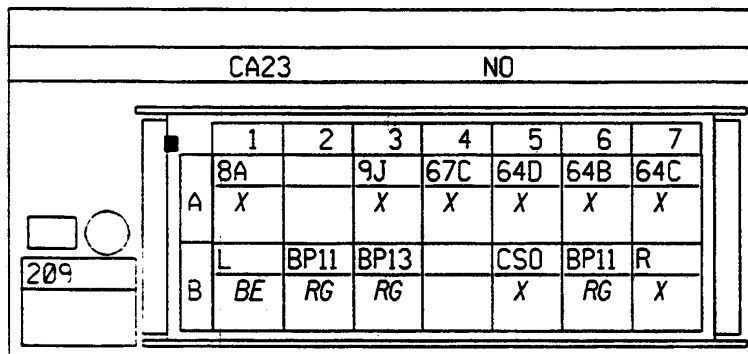 CA23 NO
1 2 3 4 5 6 7
8A 9J 67C 64D 64B 64C
A X X X X X X
L BP11 BP13 CSO BP11 R
209
B BE RG RG X RG X